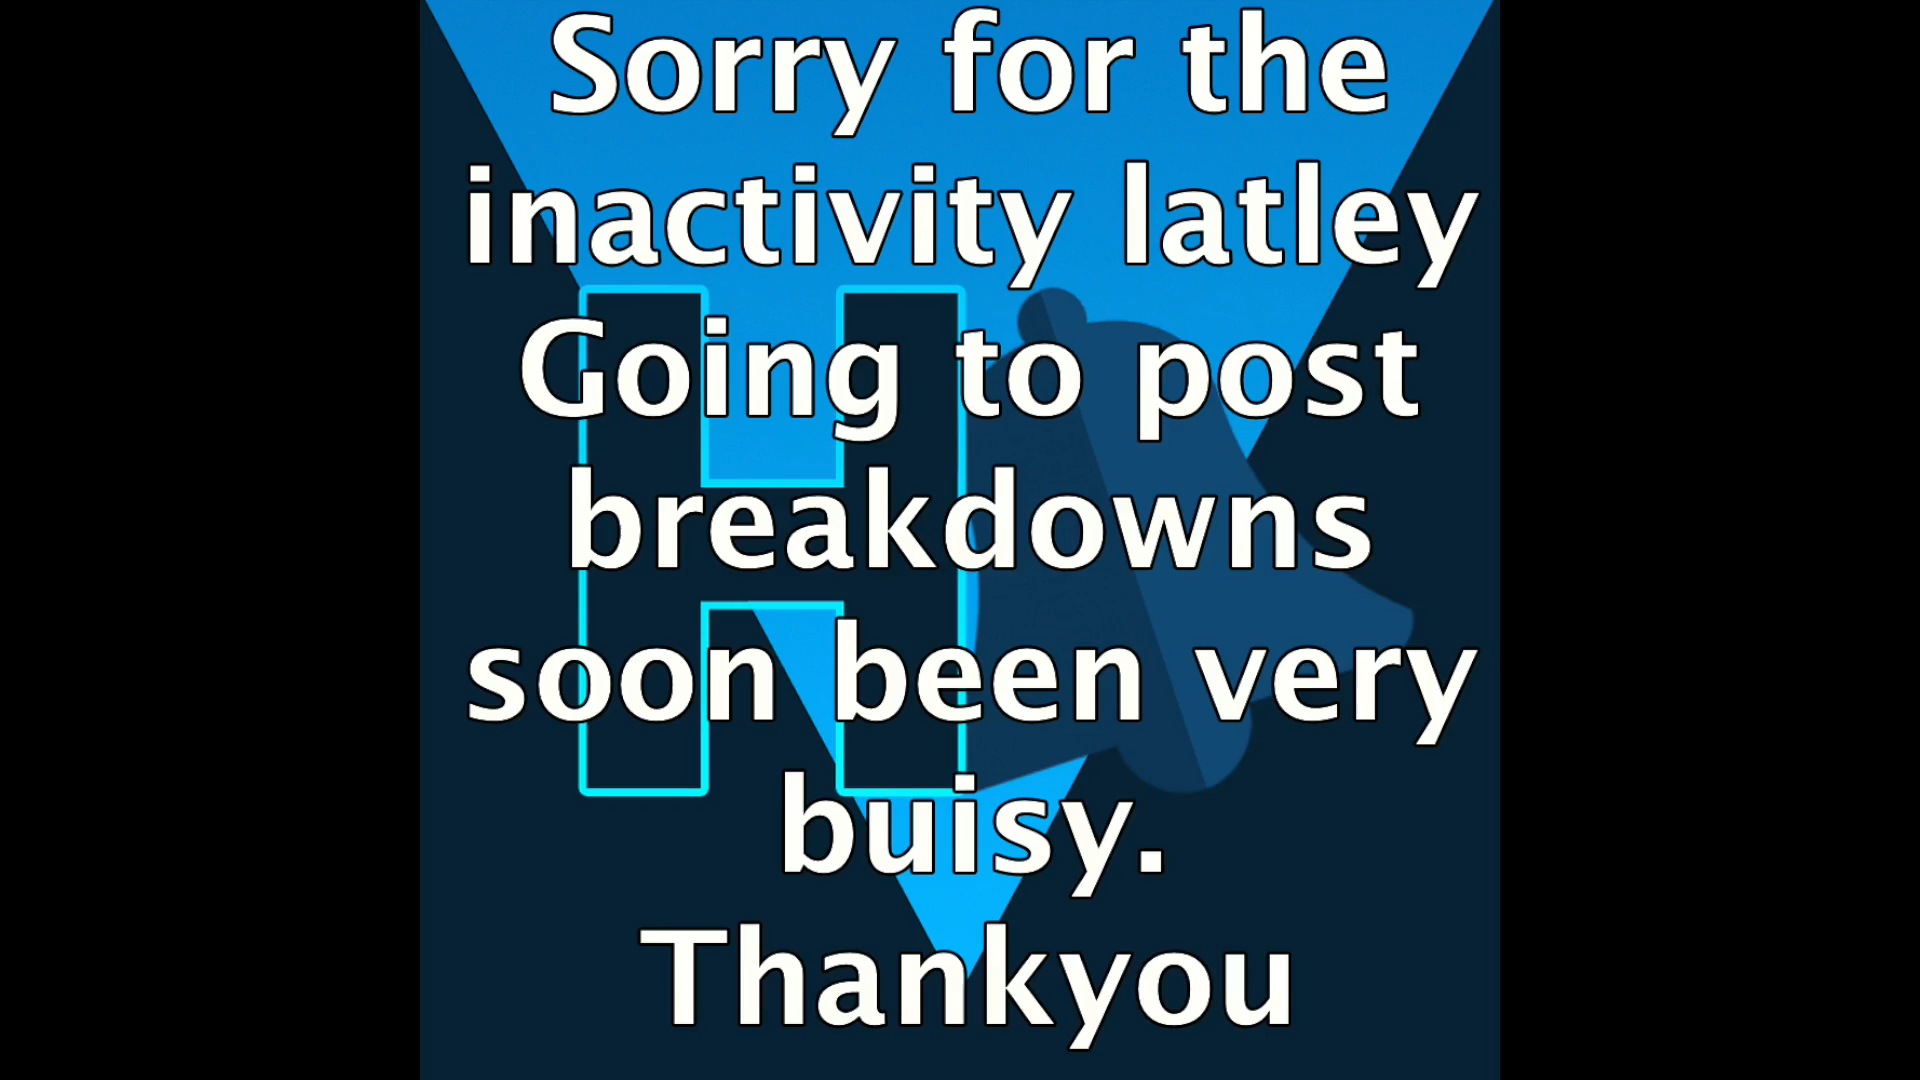 Sorry for the
inactivity latley
Going to post
breakdowns
soon been very
buisy.
Thankyou
H